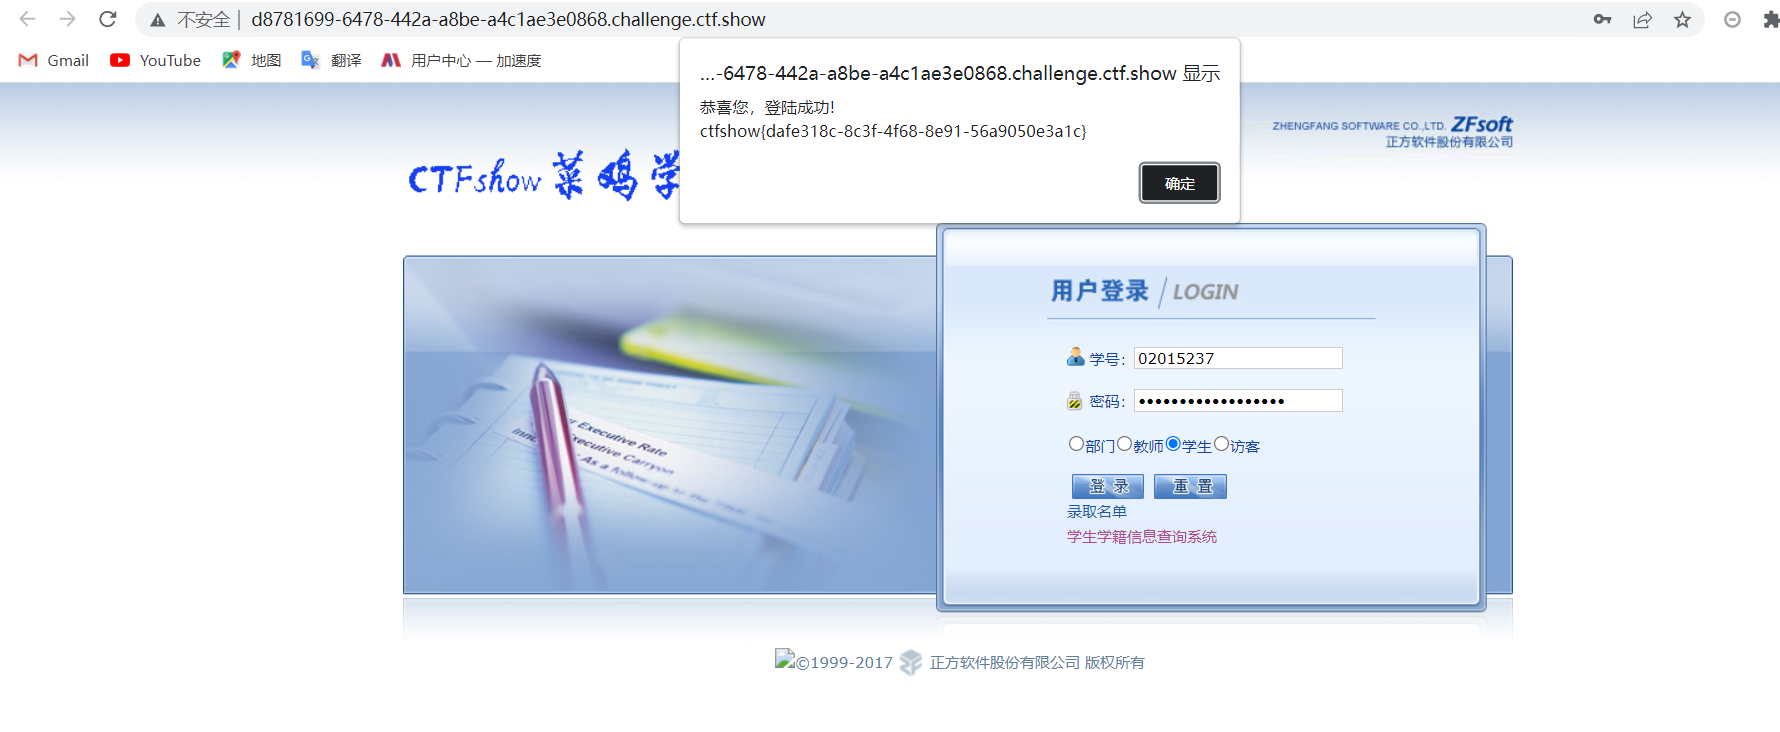 不安全 | d8781699-6478-442a-a8be-a4c1ae3e0868.challenge.ctf.show
Gmail YouTube 地图 翻译 用户中心 — 加速度
...-6478-442a-a8be-a4c1ae3e0868.challenge.ctf.show 显示
恭喜您，登陆成功!
ctfshow{dafe318c-8c3f-4f68-8e91-56a9050e3a1c}
确定
ZHENGFANG SOFTWARE CO.,LTD. ZFsoft
正方软件股份有限公司
CTFshow 菜鸡学
用户登录 / LOGIN
学号： 02015237
密码： ••••••••••••••••••
部门 教师 学生 访客
登 录 重 置
录取名单
学生学籍信息查询系统
Executive Rate
Executive Carryon
As a follow-up to the
©1999-2017 正方软件股份有限公司 版权所有